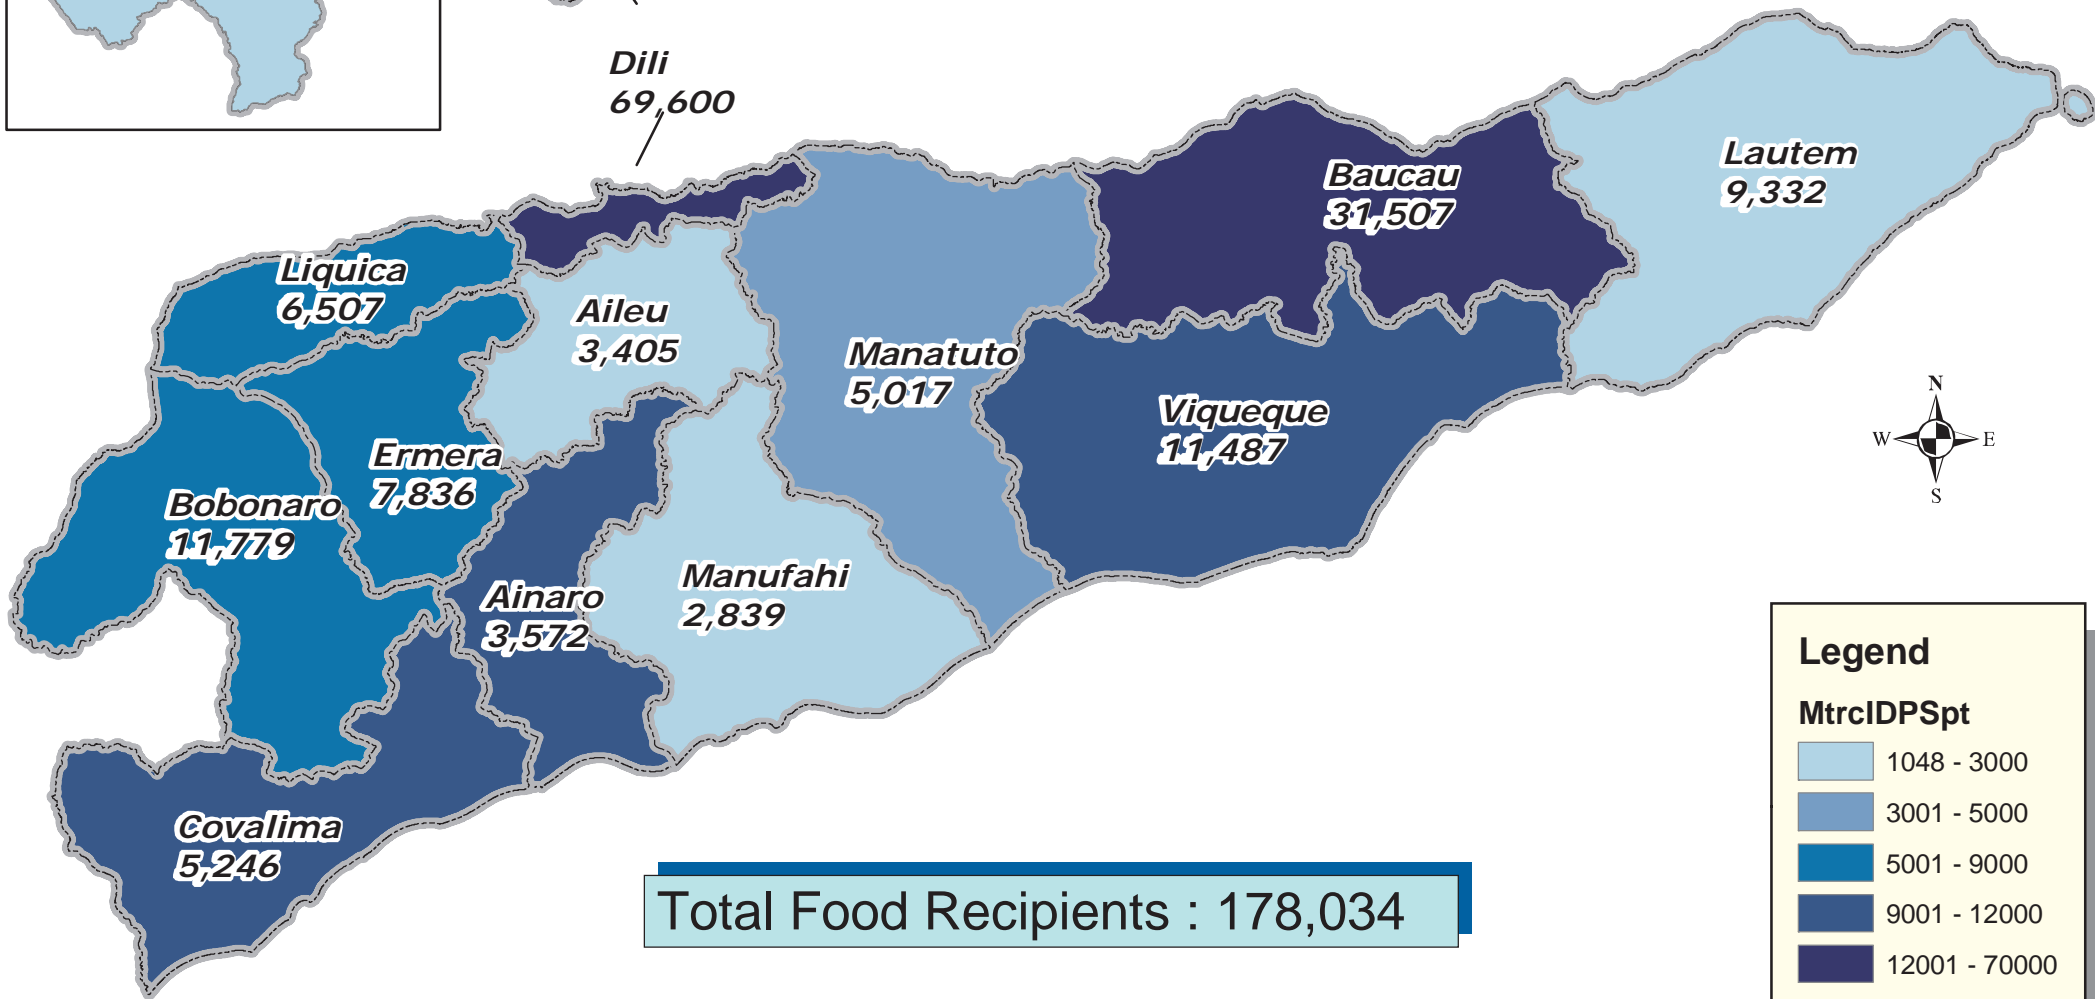 Dili
69,600
Lautem
9,332
Baucau
31,507
Liquica
6,507
Aileu
3,405
Manatuto
5,017
Viqueque
11,487
Ermera
7,836
Bobonaro
11,779
Ainaro
3,572
Manufahi
2,839
Covalima
5,246
N
W E
S
Total Food Recipients : 178,034
Legend
MtrcIDPSpt
1048 - 3000
3001 - 5000
5001 - 9000
9001 - 12000
12001 - 70000